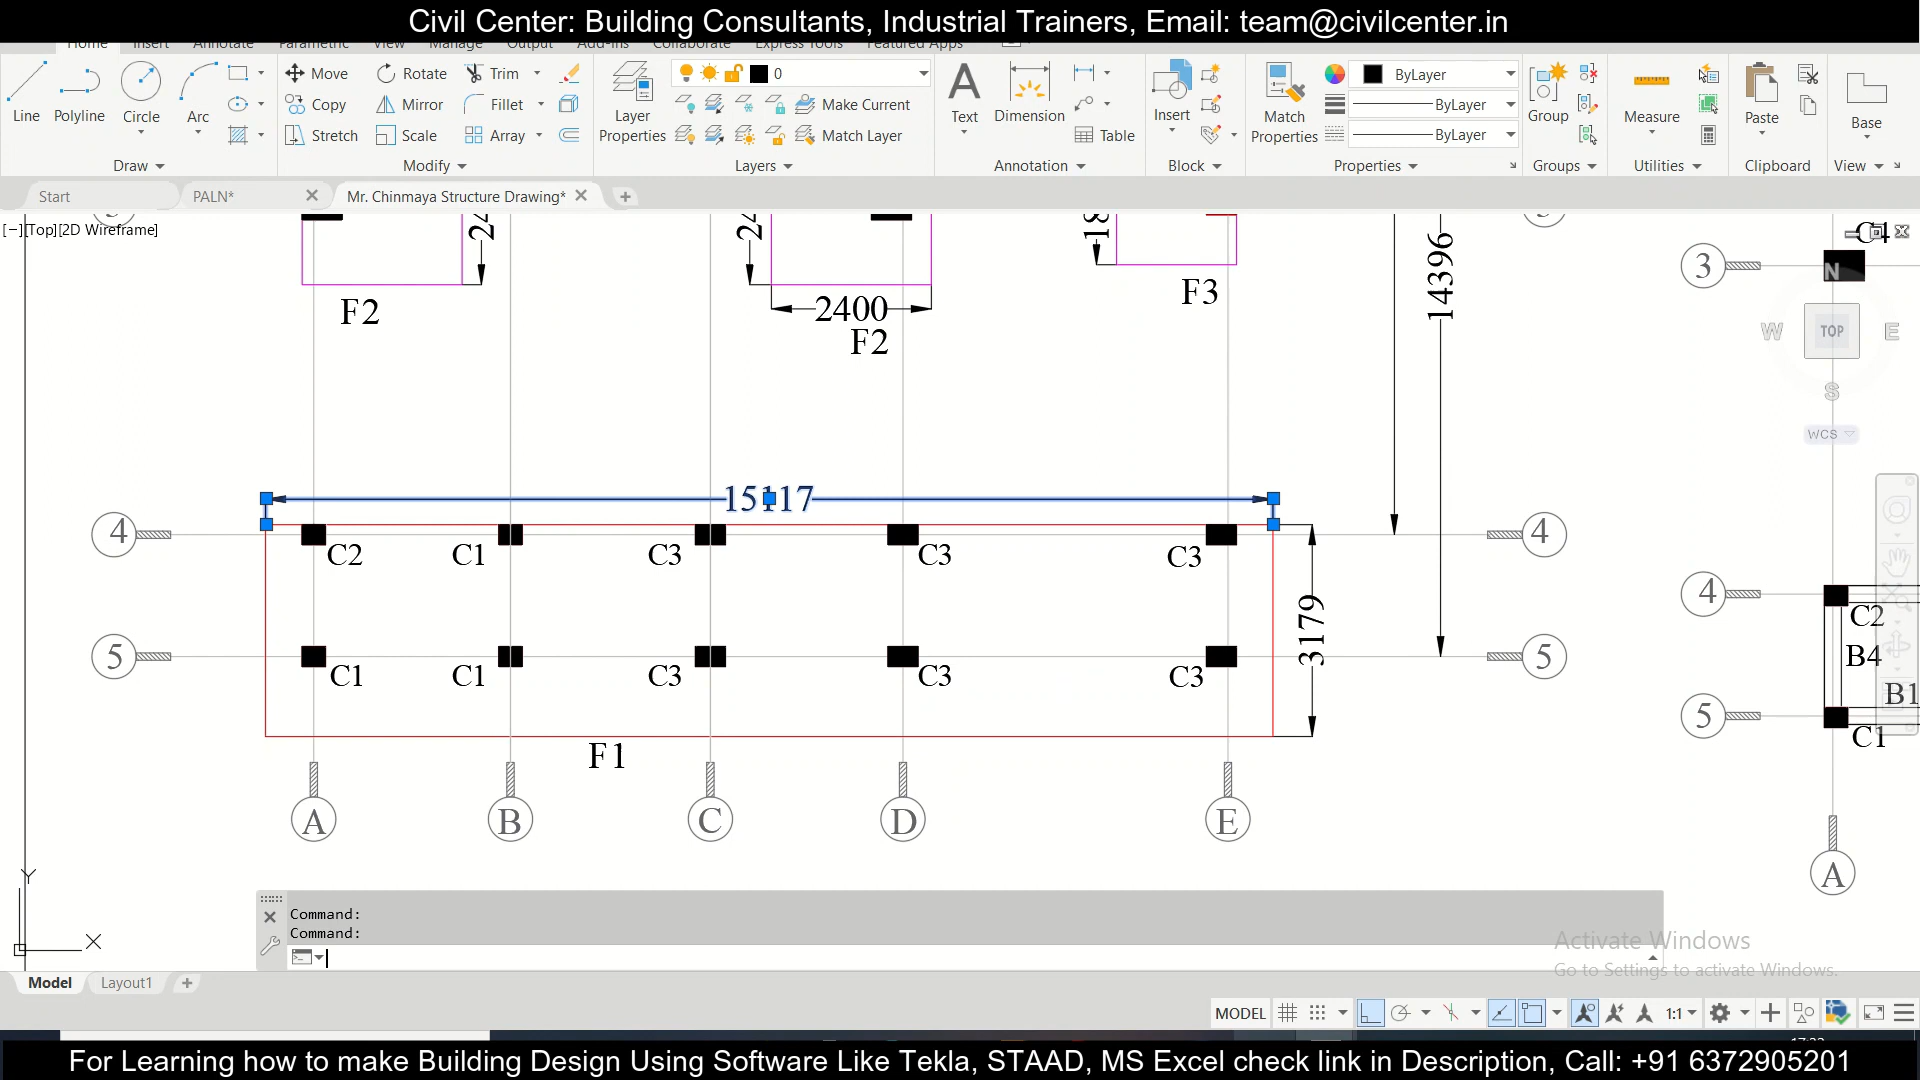 Civil Center: Building Consultants, Industrial Trainers, Email: team@civilcenter.in
Home Insert Annotate Parametric View Manage Output Add-ins Collaborate Express Tools Featured Apps
Move Rotate Trim 0 ByLayer
Copy Mirror Fillet Make Current ByLayer
Line Polyline Circle Arc Layer Properties Text Dimension Insert Match Properties Group Measure Paste Base
Stretch Scale Array Match Layer Table ByLayer
Draw Modify Layers Annotation Block Properties Groups Utilities Clipboard View
Start PALN* Mr. Chinmaya Structure Drawing*
[−][Top][2D Wireframe]
C4
3
N
14396
F2
2400
F2
F3
W TOP E
S
WCS
15117
4 4
C2 C1 C3 C3 C3
4
C2
3179
5 5
B4
C1 C1 C3 C3 C3
B1
5
C1
F1
A B C D E
A
Y
X
Command:
Command:
Activate Windows
Go to Settings to activate Windows.
Model Layout1
MODEL 1:1
For Learning how to make Building Design Using Software Like Tekla, STAAD, MS Excel check link in Description, Call: +91 6372905201